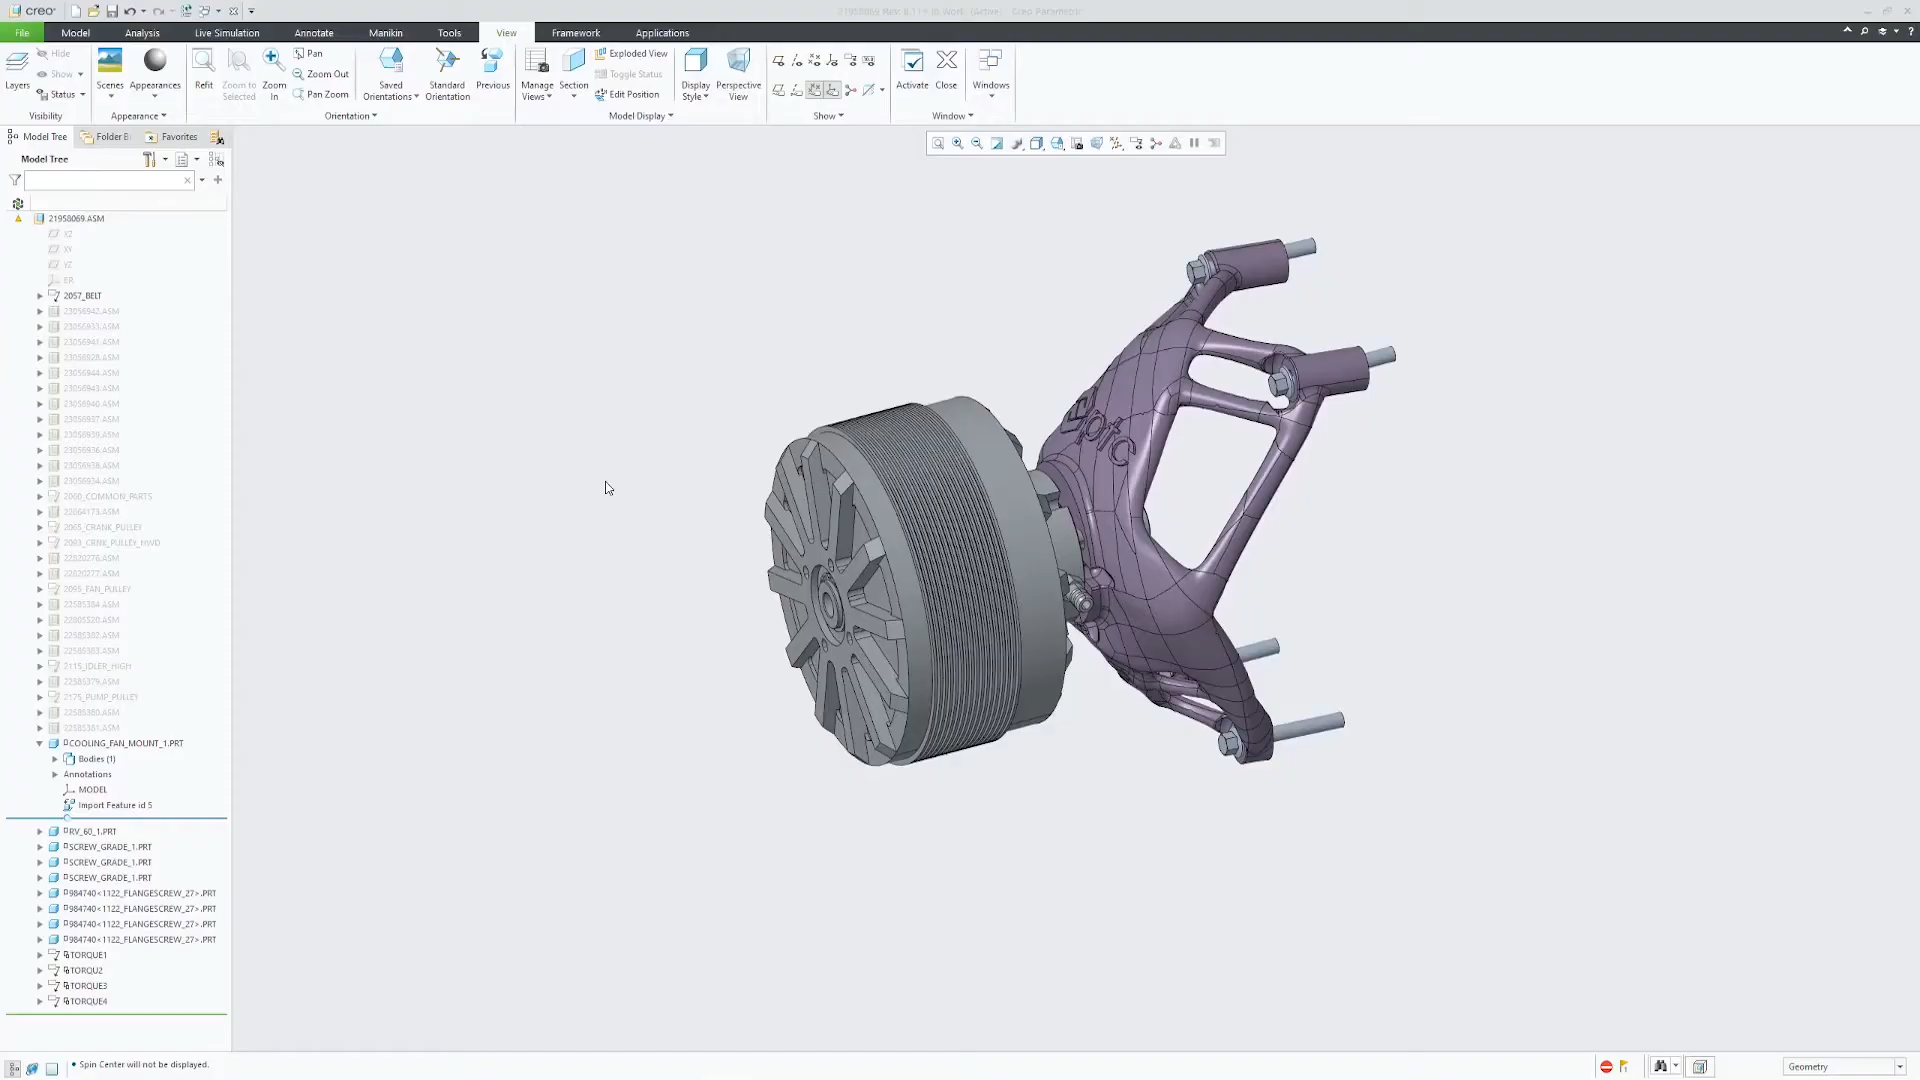 creo
21958069 Rev: 8.11+ In Work (Active) - Creo Parametric
File Model Analysis Live Simulation Annotate Manikin Tools View Framework Applications
Hide
Show
Status
Layers
Visibility
Scenes Appearances
Appearance
Refit
Zoom to Selected
Zoom In
Pan
Zoom Out
Pan Zoom
Saved Orientations
Standard Orientation
Previous
Orientation
Manage Views
Section
Exploded View
Toggle Status
Edit Position
Model Display
Display Style
Perspective View
Show
Activate Close
Windows
Window
Model Tree Folder B Favorites
Model Tree
21958069.ASM
XZ
XY
YZ
ER
2057_BELT
23056942.ASM
23056933.ASM
23056941.ASM
23056928.ASM
23056944.ASM
23056943.ASM
23056940.ASM
23056937.ASM
23056939.ASM
23056936.ASM
23056938.ASM
23056934.ASM
2060_COMMON_PARTS
22664173.ASM
2065_CRANK_PULLEY
2093_CRNK_PULLEY_HWD
22820276.ASM
22820277.ASM
2095_FAN_PULLEY
22585384.ASM
22805520.ASM
22585382.ASM
22585383.ASM
2115_IDLER_HIGH
22585379.ASM
2175_PUMP_PULLEY
22585380.ASM
22585381.ASM
COOLING_FAN_MOUNT_1.PRT
Bodies (1)
Annotations
MODEL
Import Feature id 5
RV_60_1.PRT
SCREW_GRADE_1.PRT
SCREW_GRADE_1.PRT
SCREW_GRADE_1.PRT
984740<1122_FLANGESCREW_27>.PRT
984740<1122_FLANGESCREW_27>.PRT
984740<1122_FLANGESCREW_27>.PRT
984740<1122_FLANGESCREW_27>.PRT
TORQUE1
TORQU2
TORQUE3
TORQUE4
ptc
Spin Center will not be displayed.
Geometry